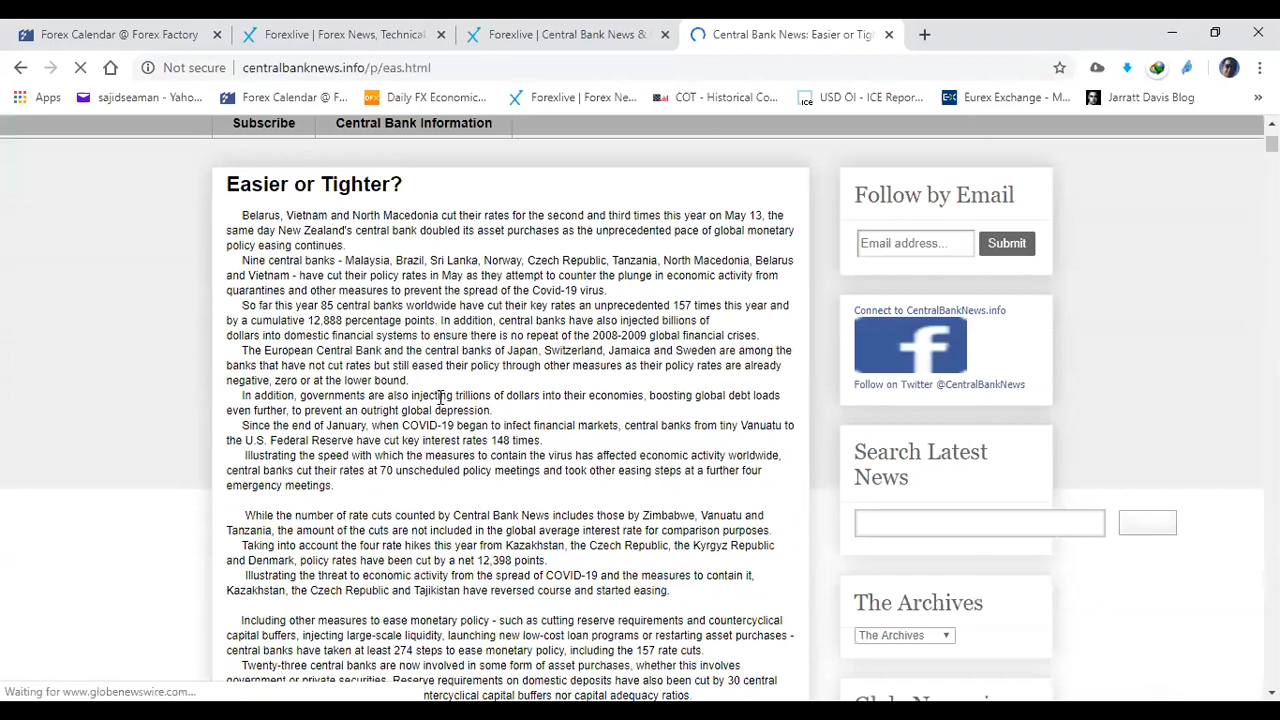 Forex Calendar @ Forex Factory
Forexlive | Forex News, Technical
Forexlive | Central Bank News &
Central Bank News: Easier or Tigh
Not secure
centralbanknews.info/p/eas.html
Apps
sajidseaman - Yaho...
Forex Calendar @ F...
Daily FX Economic...
Forexlive | Forex Ne...
COT - Historical Co...
USD OI - ICE Repor...
Eurex Exchange - M...
Jarratt Davis Blog
Subscribe
Central Bank Information
Easier or Tighter?
Belarus, Vietnam and North Macedonia cut their rates for the second and third times this year on May 13, the
same day New Zealand's central bank doubled its asset purchases as the unprecedented pace of global monetary
policy easing continues.
Nine central banks - Malaysia, Brazil, Sri Lanka, Norway, Czech Republic, Tanzania, North Macedonia, Belarus
and Vietnam - have cut their policy rates in May as they attempt to counter the plunge in economic activity from
quarantines and other measures to prevent the spread of the Covid-19 virus.
So far this year 85 central banks worldwide have cut their key rates an unprecedented 157 times this year and
by a cumulative 12,888 percentage points. In addition, central banks have also injected billions of
dollars into domestic financial systems to ensure there is no repeat of the 2008-2009 global financial crises.
The European Central Bank and the central banks of Japan, Switzerland, Jamaica and Sweden are among the
banks that have not cut rates but still eased their policy through other measures as their policy rates are already
negative, zero or at the lower bound.
In addition, governments are also injecting trillions of dollars into their economies, boosting global debt loads
even further, to prevent an outright global depression.
Since the end of January, when COVID-19 began to infect financial markets, central banks from tiny Vanuatu to
the U.S. Federal Reserve have cut key interest rates 148 times.
Illustrating the speed with which the measures to contain the virus has affected economic activity worldwide,
central banks cut their rates at 70 unscheduled policy meetings and took other easing steps at a further four
emergency meetings.
While the number of rate cuts counted by Central Bank News includes those by Zimbabwe, Vanuatu and
Tanzania, the amount of the cuts are not included in the global average interest rate for comparison purposes.
Taking into account the four rate hikes this year from Kazakhstan, the Czech Republic, the Kyrgyz Republic
and Denmark, policy rates have been cut by a net 12,398 points.
Illustrating the threat to economic activity from the spread of COVID-19 and the measures to contain it,
Kazakhstan, the Czech Republic and Tajikistan have reversed course and started easing.
Including other measures to ease monetary policy - such as cutting reserve requirements and countercyclical
capital buffers, injecting large-scale liquidity, launching new low-cost loan programs or restarting asset purchases -
central banks have taken at least 274 steps to ease monetary policy, including the 157 rate cuts.
Twenty-three central banks are now involved in some form of asset purchases, whether this involves
government or private securities. Reserve requirements on domestic deposits have also been cut by 30 central
ntercyclical capital buffers nor capital adequacy ratios.
Follow by Email
Email address...
Submit
Connect to CentralBankNews.info
f
Follow on Twitter @CentralBankNews
Search Latest
News
The Archives
The Archives
Waiting for www.globenewswire.com...